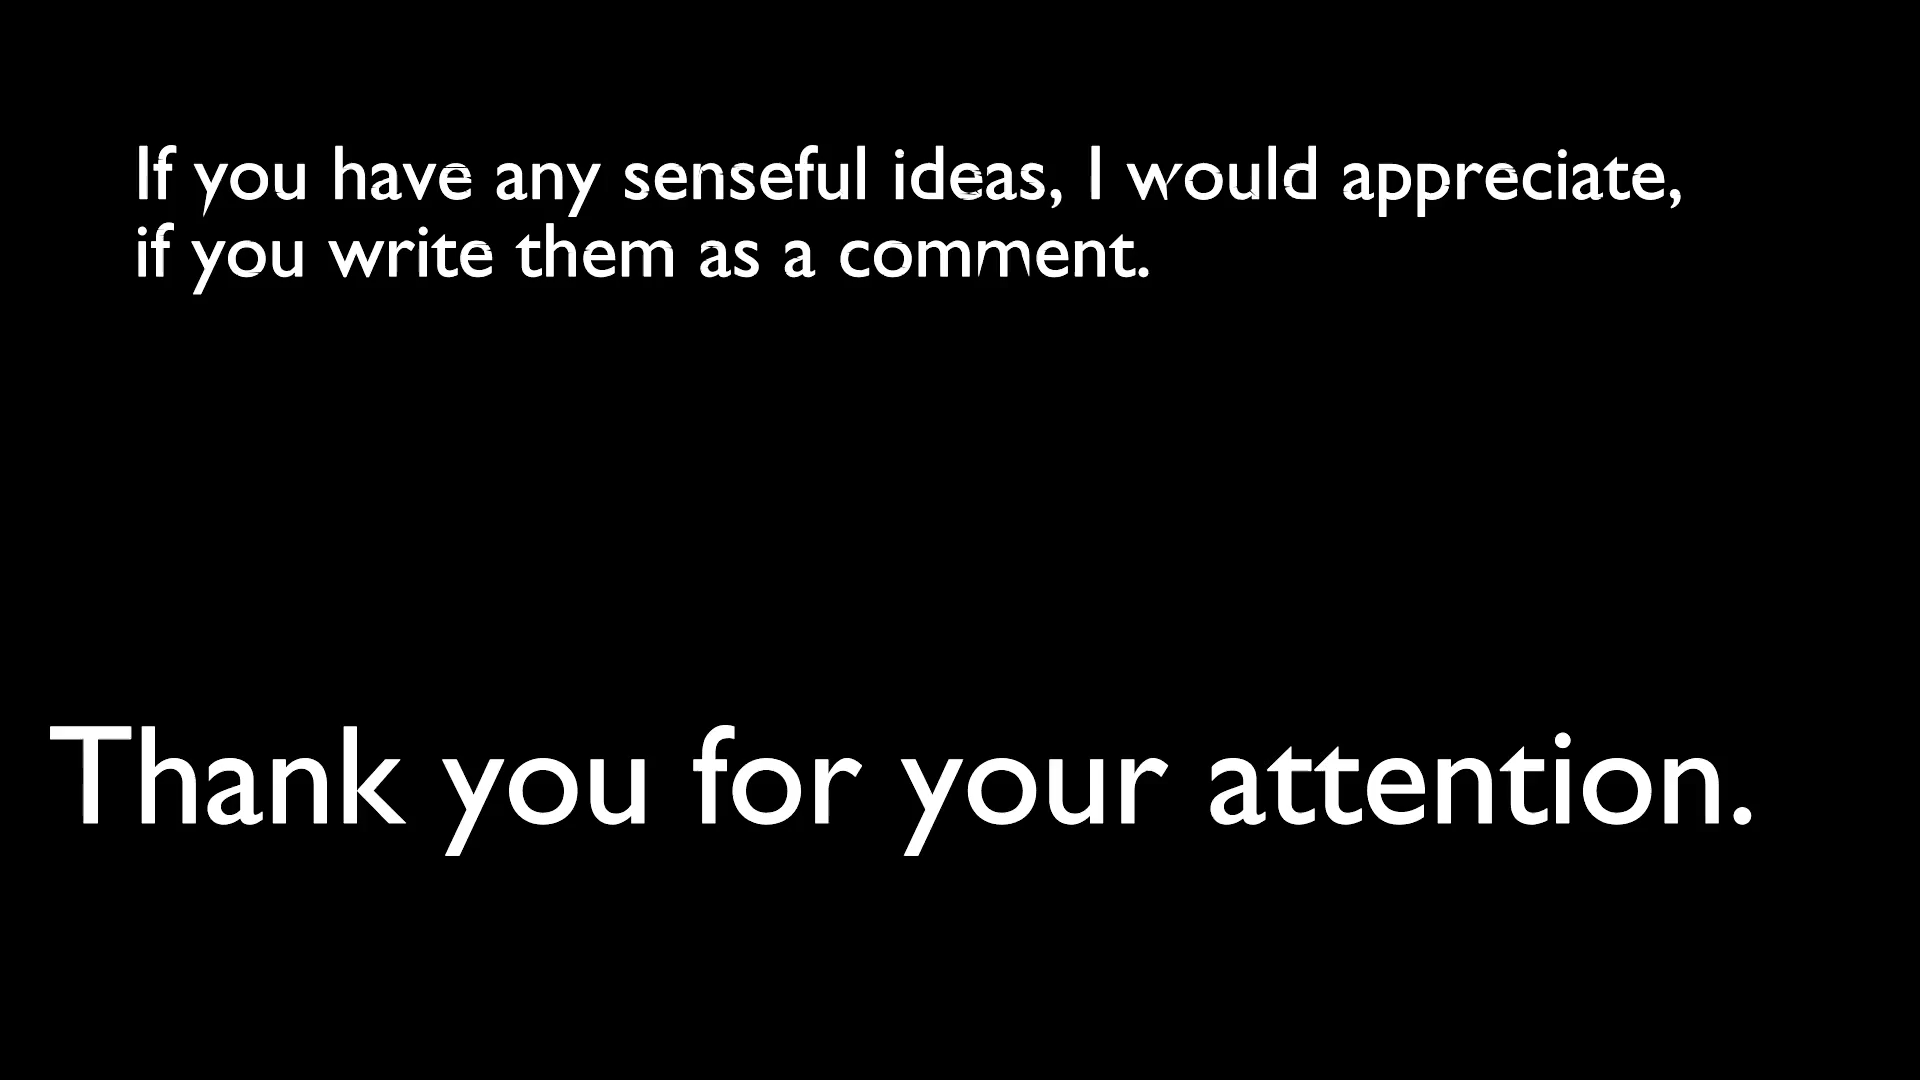 If you have any senseful ideas, I would appreciate,
if you write them as a comment.
Thank you for your attention.